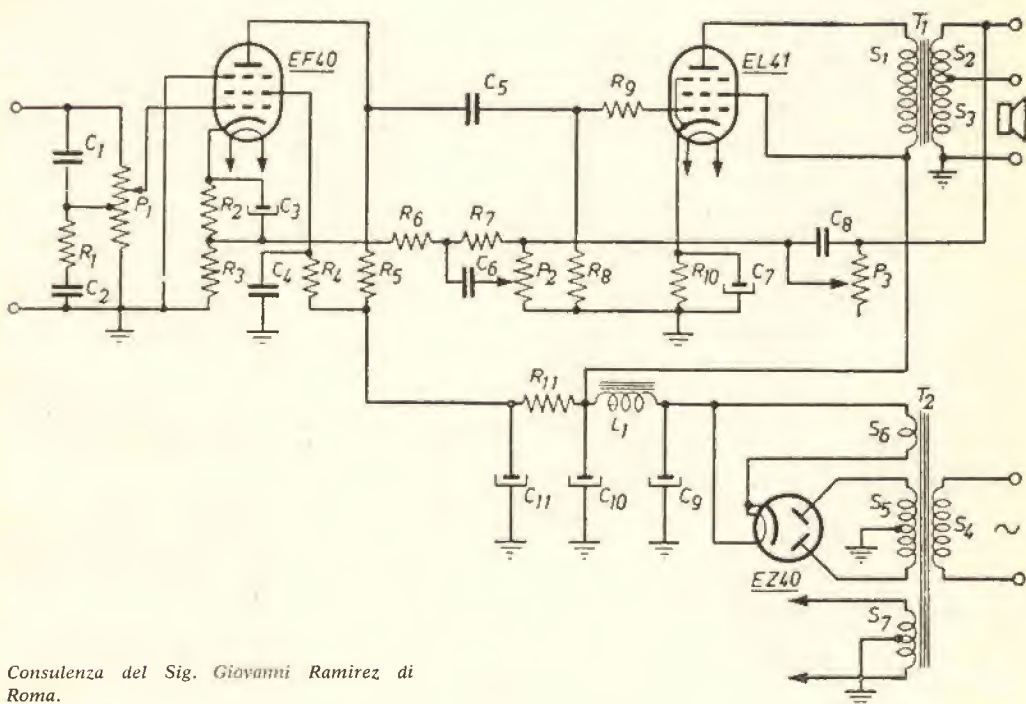 EF40
EL41
T1
S1
S2
S3
C1
P1
R1
C2
R2
C3
R3
C4
R4
R5
C5
R9
R6
R7
C6
P2
R8
R10
C7
C8
P3
R11
L1
C11
C10
C9
EZ40
T2
S6
S5
S4
~
S7
Consulenza del Sig. Giovanni Ramirez di
Roma.